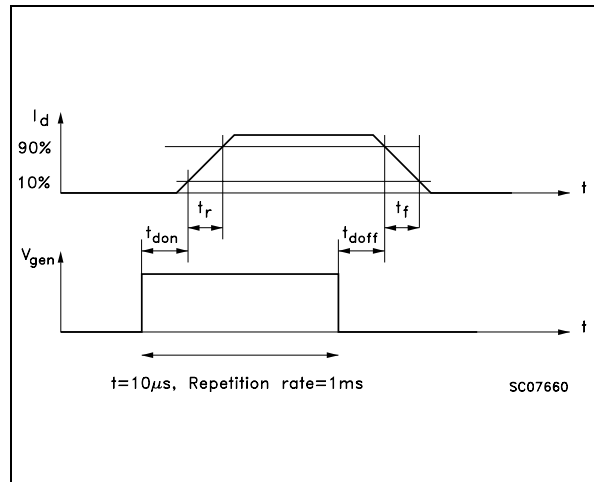 I_d
90%
10%
t
t_r
t_f
t_don
t_doff
V_gen
t
t=10μs, Repetition rate=1ms
SC07660